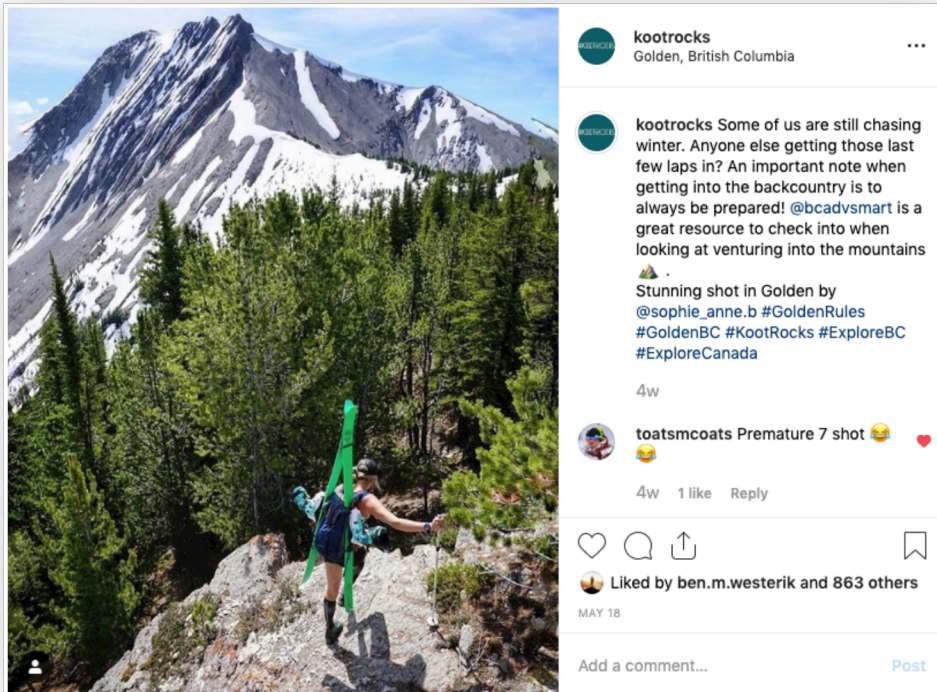 kootrocks
Golden, British Columbia
kootrocks Some of us are still chasing
winter. Anyone else getting those last
few laps in? An important note when
getting into the backcountry is to
always be prepared! @bcadvsmart is a
great resource to check into when
looking at venturing into the mountains
⛰️ .
Stunning shot in Golden by
@sophie_anne.b #GoldenRules
#GoldenBC #KootRocks #ExploreBC
#ExploreCanada
4w
toatsmcoats Premature 7 shot 😂
😂
4w 1 like Reply
Liked by ben.m.westerik and 863 others
MAY 18
Add a comment... Post